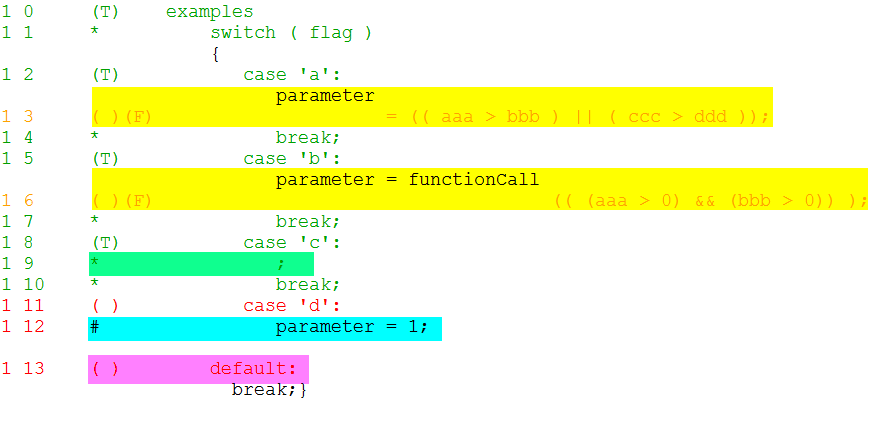 1 0 (T) examples
1 1 * switch ( flag )
{
1 2 (T) case 'a':
parameter
1 3 ( )(F) = (( aaa > bbb ) || ( ccc > ddd ));
1 4 * break;
1 5 (T) case 'b':
parameter = functionCall
1 6 ( )(F) (( (aaa > 0) && (bbb > 0)) );
1 7 * break;
1 8 (T) case 'c':
1 9 * ;
1 10 * break;
1 11 ( ) case 'd':
1 12 # parameter = 1;
1 13 ( ) default:
break;}